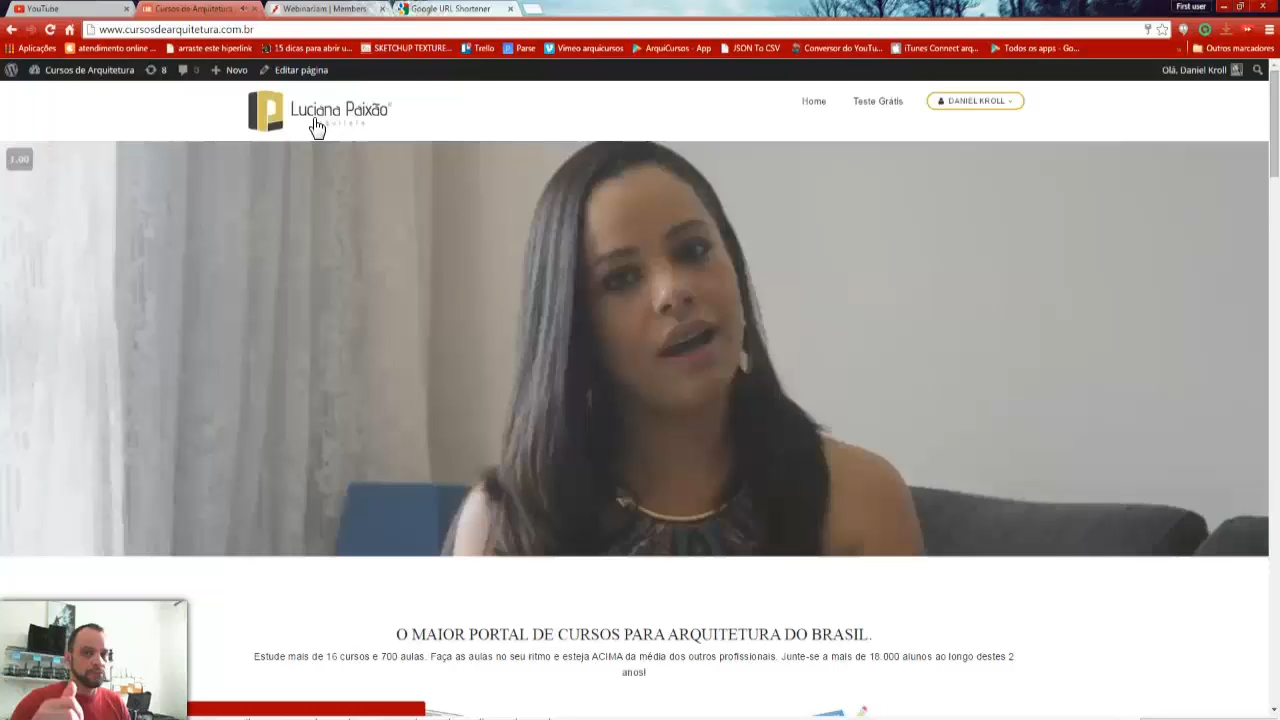 YouTube
Cursos de Arquitetura
Webinariam | Members
Google URL Shortener
First user
www.cursosdearquitetura.com.br
Aplicações
atendimento online ...
arraste este hiperlink
15 dicas para abrir u...
SKETCHUP TEXTURE...
Trello
Parse
Vimeo arquicursos
ArquiCursos - App
JSON To CSV
Conversor do YouTu...
iTunes Connect arq...
Todos os apps - Go...
Outros marcadores
Cursos de Arquitetura
8
0
Novo
Editar página
Olá, Daniel Kroll
Luciana Paixão
Home
Teste Grátis
DANIEL KROLL
1.00
O MAIOR PORTAL DE CURSOS PARA ARQUITETURA DO BRASIL.
Estude mais de 16 cursos e 700 aulas. Faça as aulas no seu ritmo e esteja ACIMA da média dos outros profissionais. Junte-se a mais de 18.000 alunos ao longo destes 2
anos!